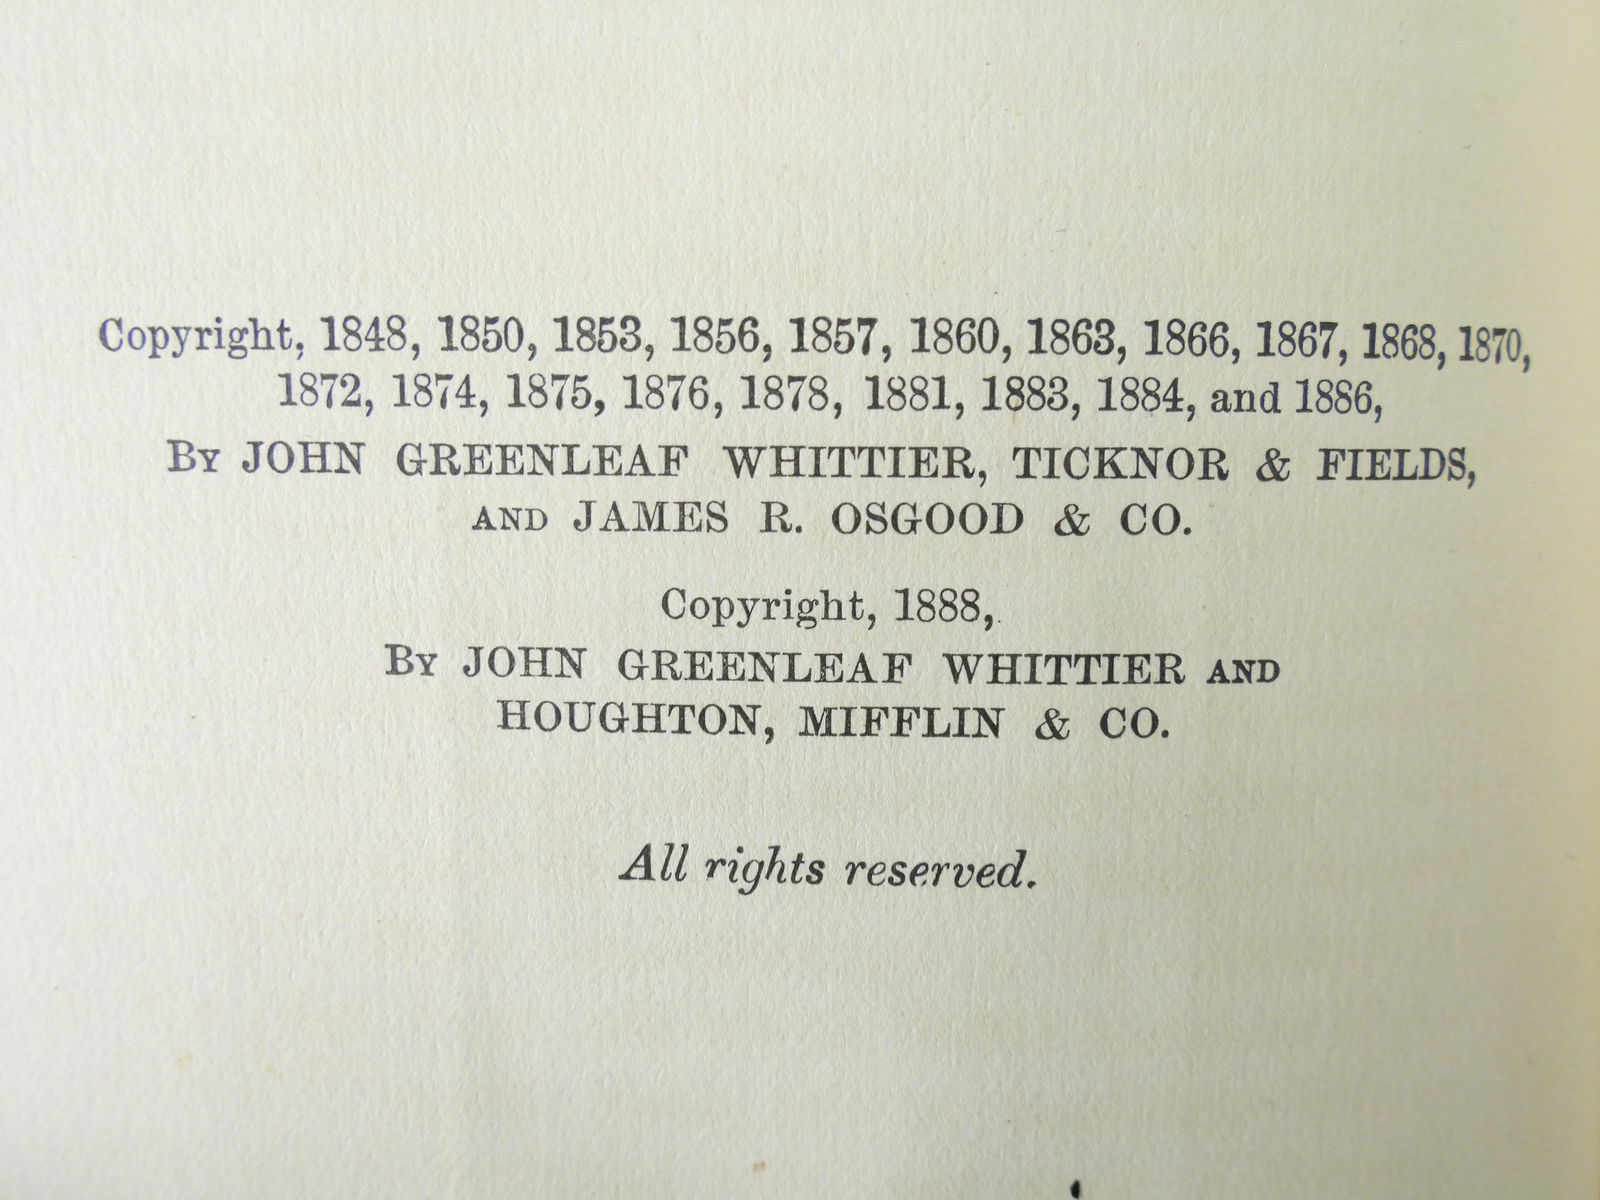 Copyright, 1848, 1850, 1853, 1856, 1857, 1860, 1863, 1866, 1867, 1868, 1870,
1872, 1874, 1875, 1876, 1878, 1881, 1883, 1884, and 1886,
By JOHN GREENLEAF WHITTIER, TICKNOR & FIELDS,
AND JAMES R. OSGOOD & CO.
Copyright, 1888,
By JOHN GREENLEAF WHITTIER AND
HOUGHTON, MIFFLIN & CO.
All rights reserved.